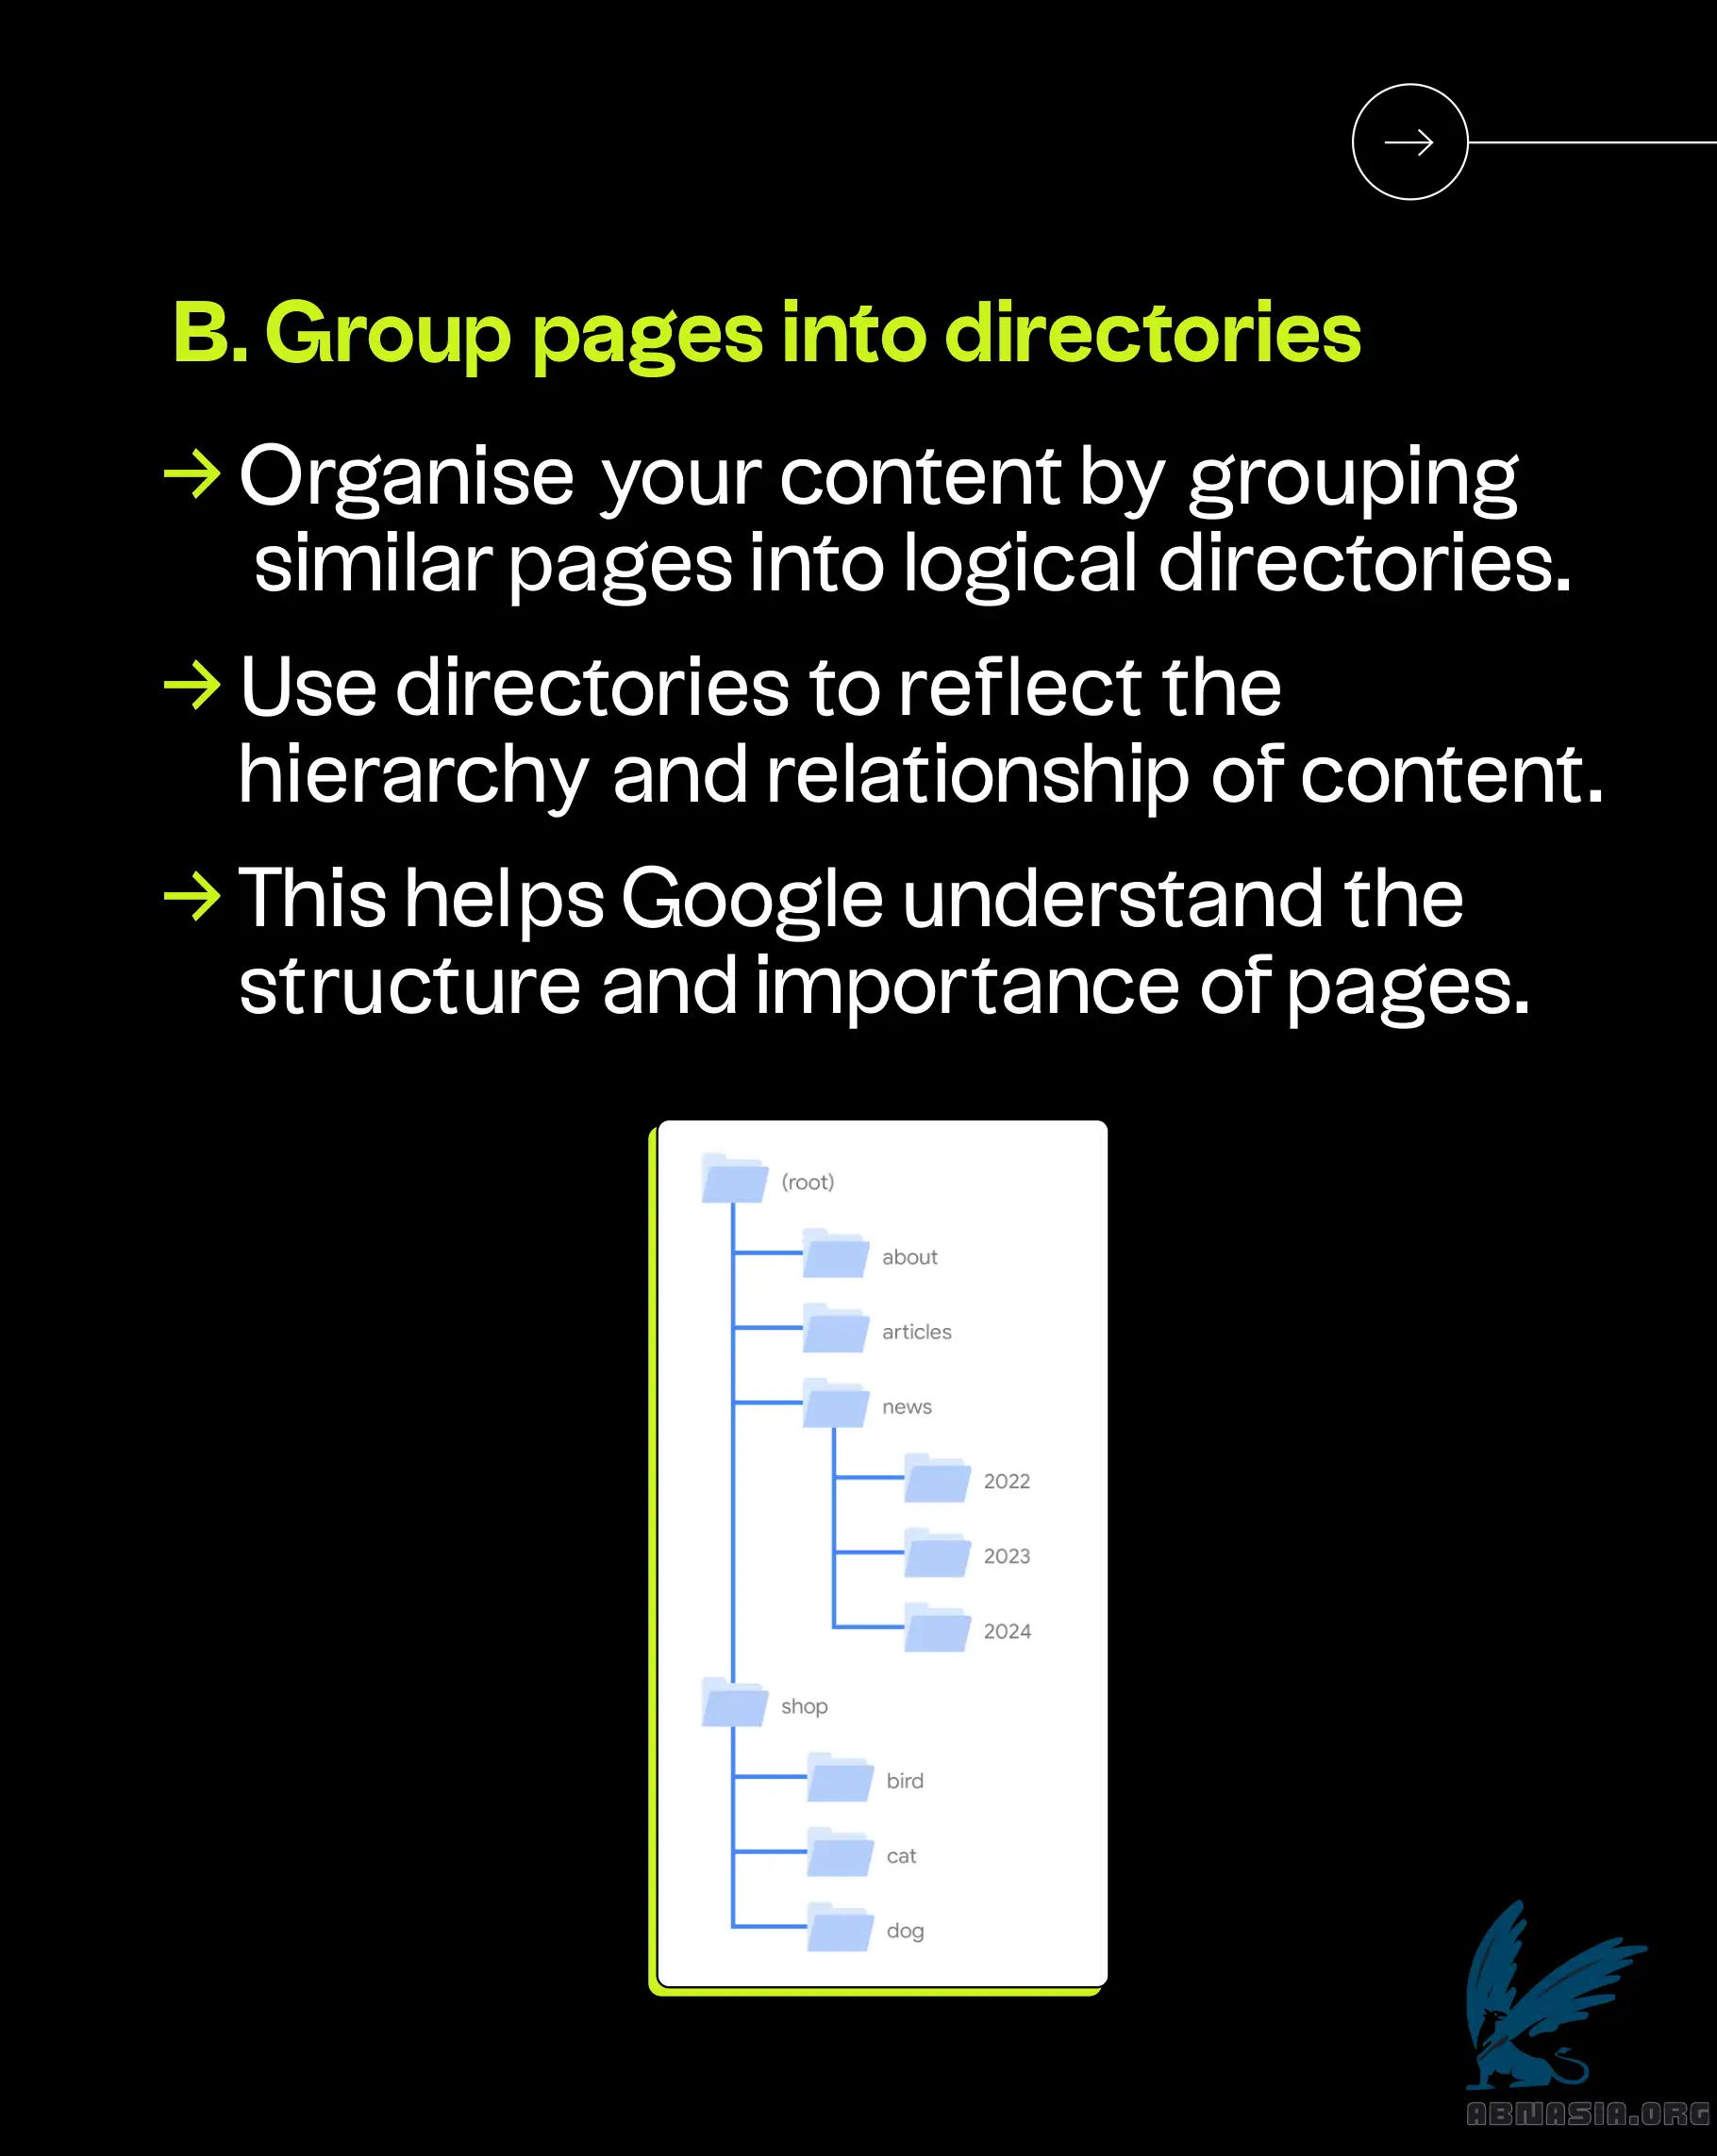 B. Group pages into directories
→ Organise your content by grouping
similar pages into logical directories.
→ Use directories to reflect the
hierarchy and relationship of content.
→ This helps Google understand the
structure and importance of pages.
(root)
about
articles
news
2022
2023
2024
shop
bird
cat
dog
ABNASIA.ORG